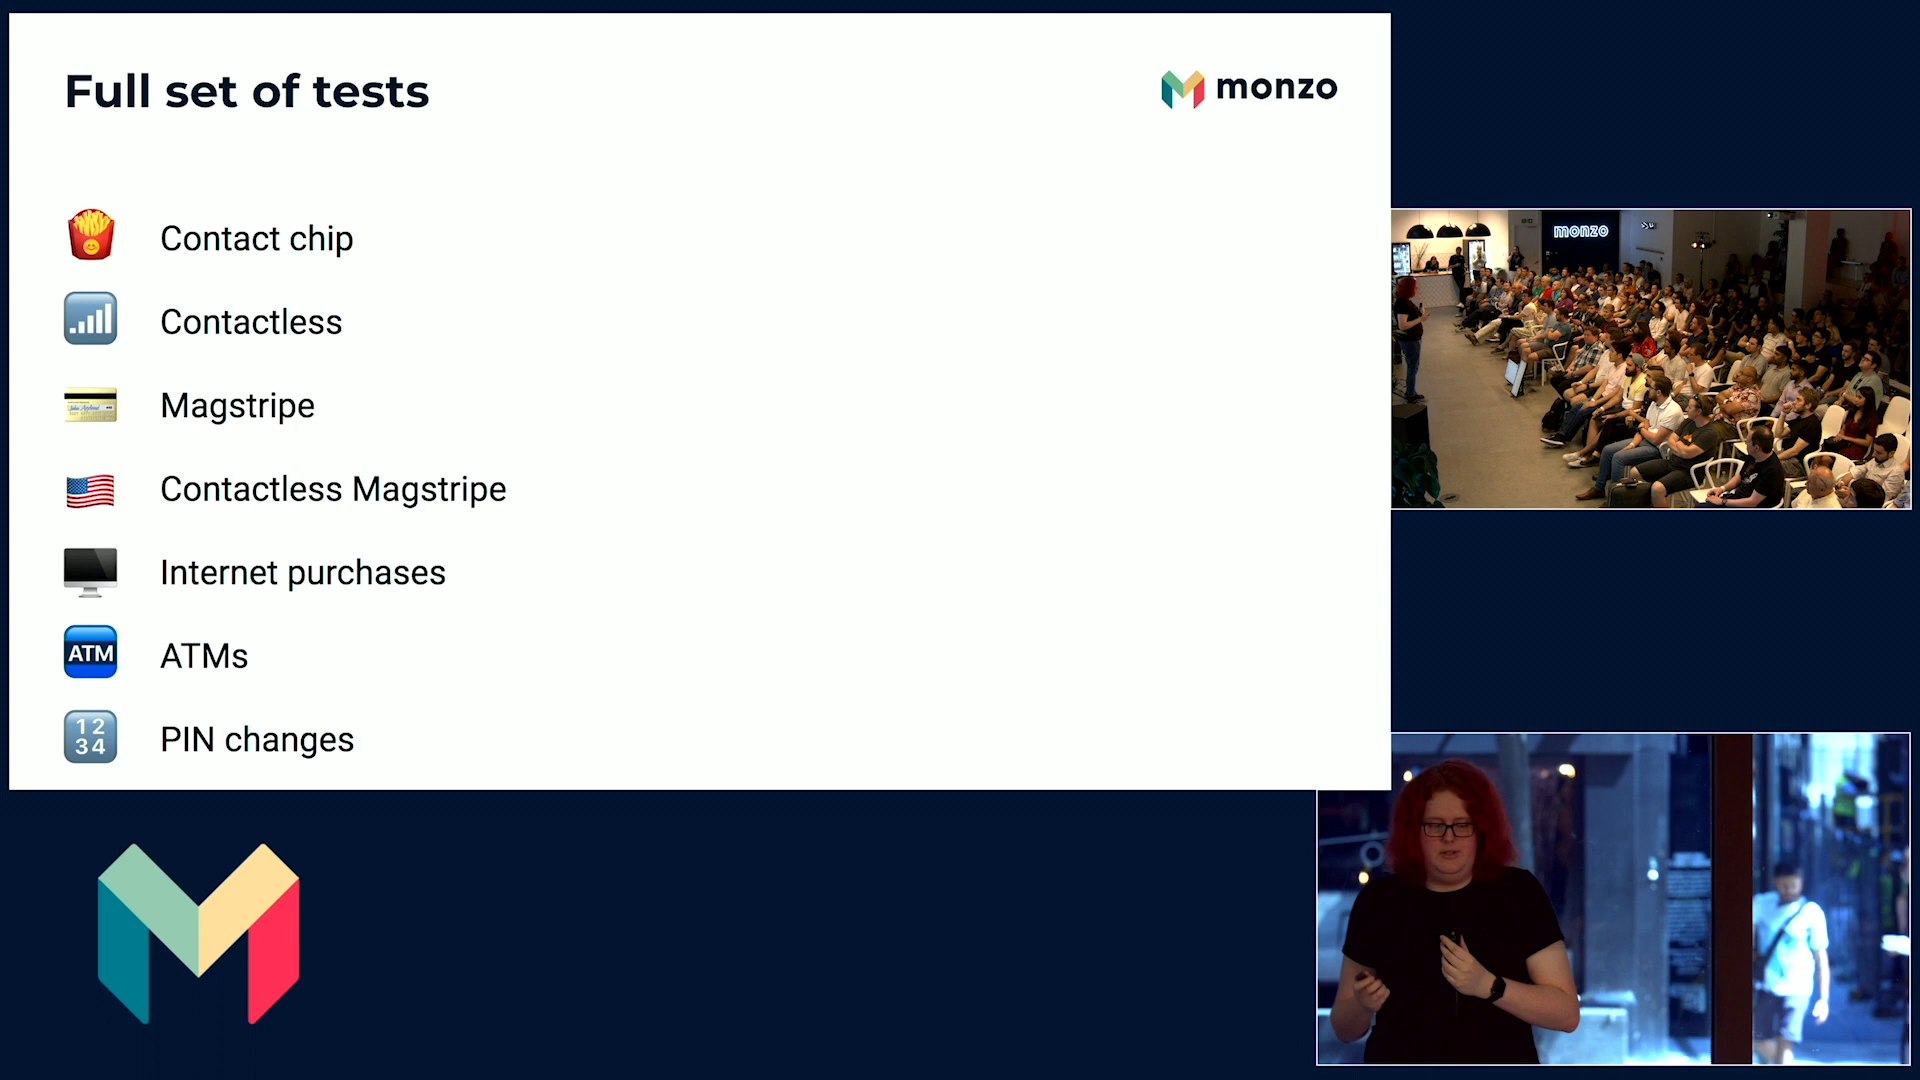 Full set of tests
monzo
Contact chip
Contactless
Magstripe
Contactless Magstripe
Internet purchases
ATM
ATMs
12
34
PIN changes
monzo